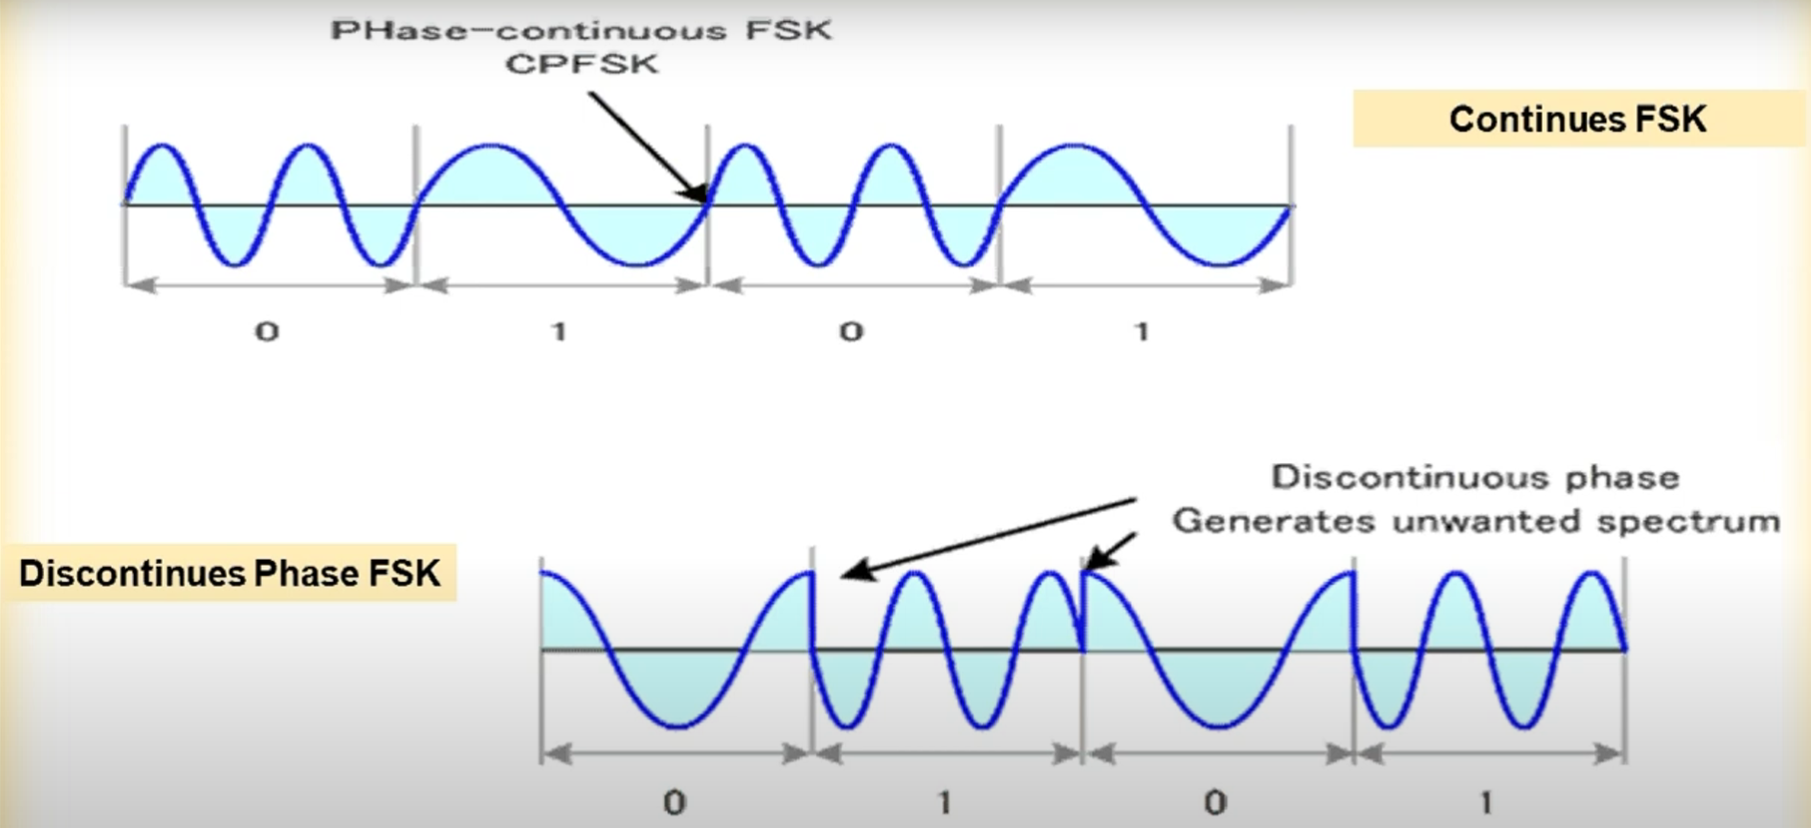 PHase-continuous FSK
CPFSK
Continues FSK
0 1 0 1
Discontinuous phase
Generates unwanted spectrum
Discontinues Phase FSK
0 1 0 1